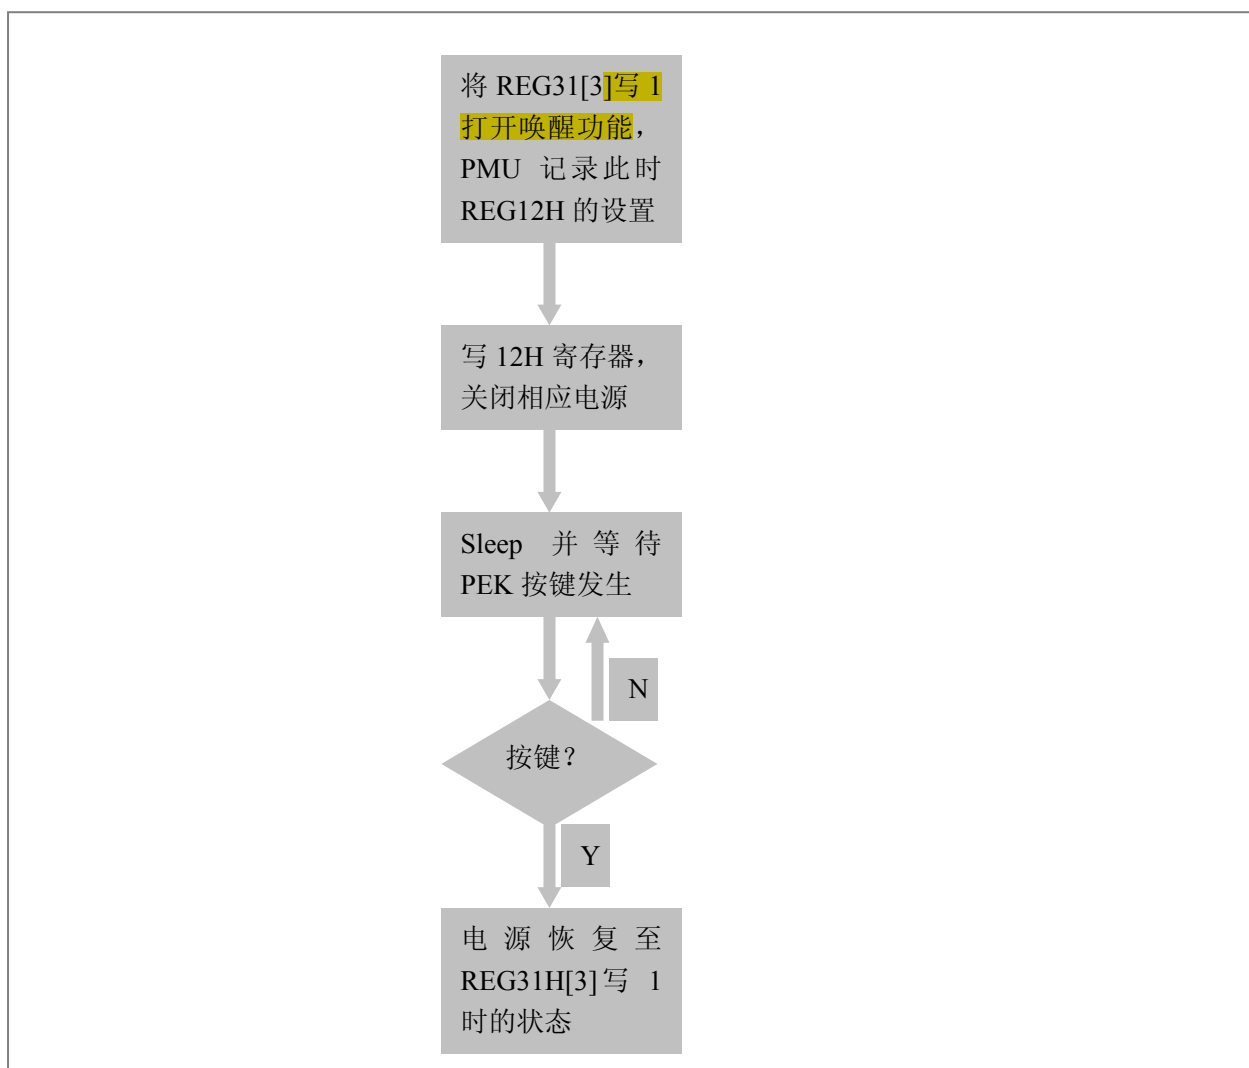 将 REG31[3]写 1
打开唤醒功能，
PMU 记录此时
REG12H 的设置
写 12H 寄存器，
关闭相应电源
Sleep 并等待
PEK 按键发生
N
按键？
Y
电源恢复至
REG31H[3]写 1
时的状态